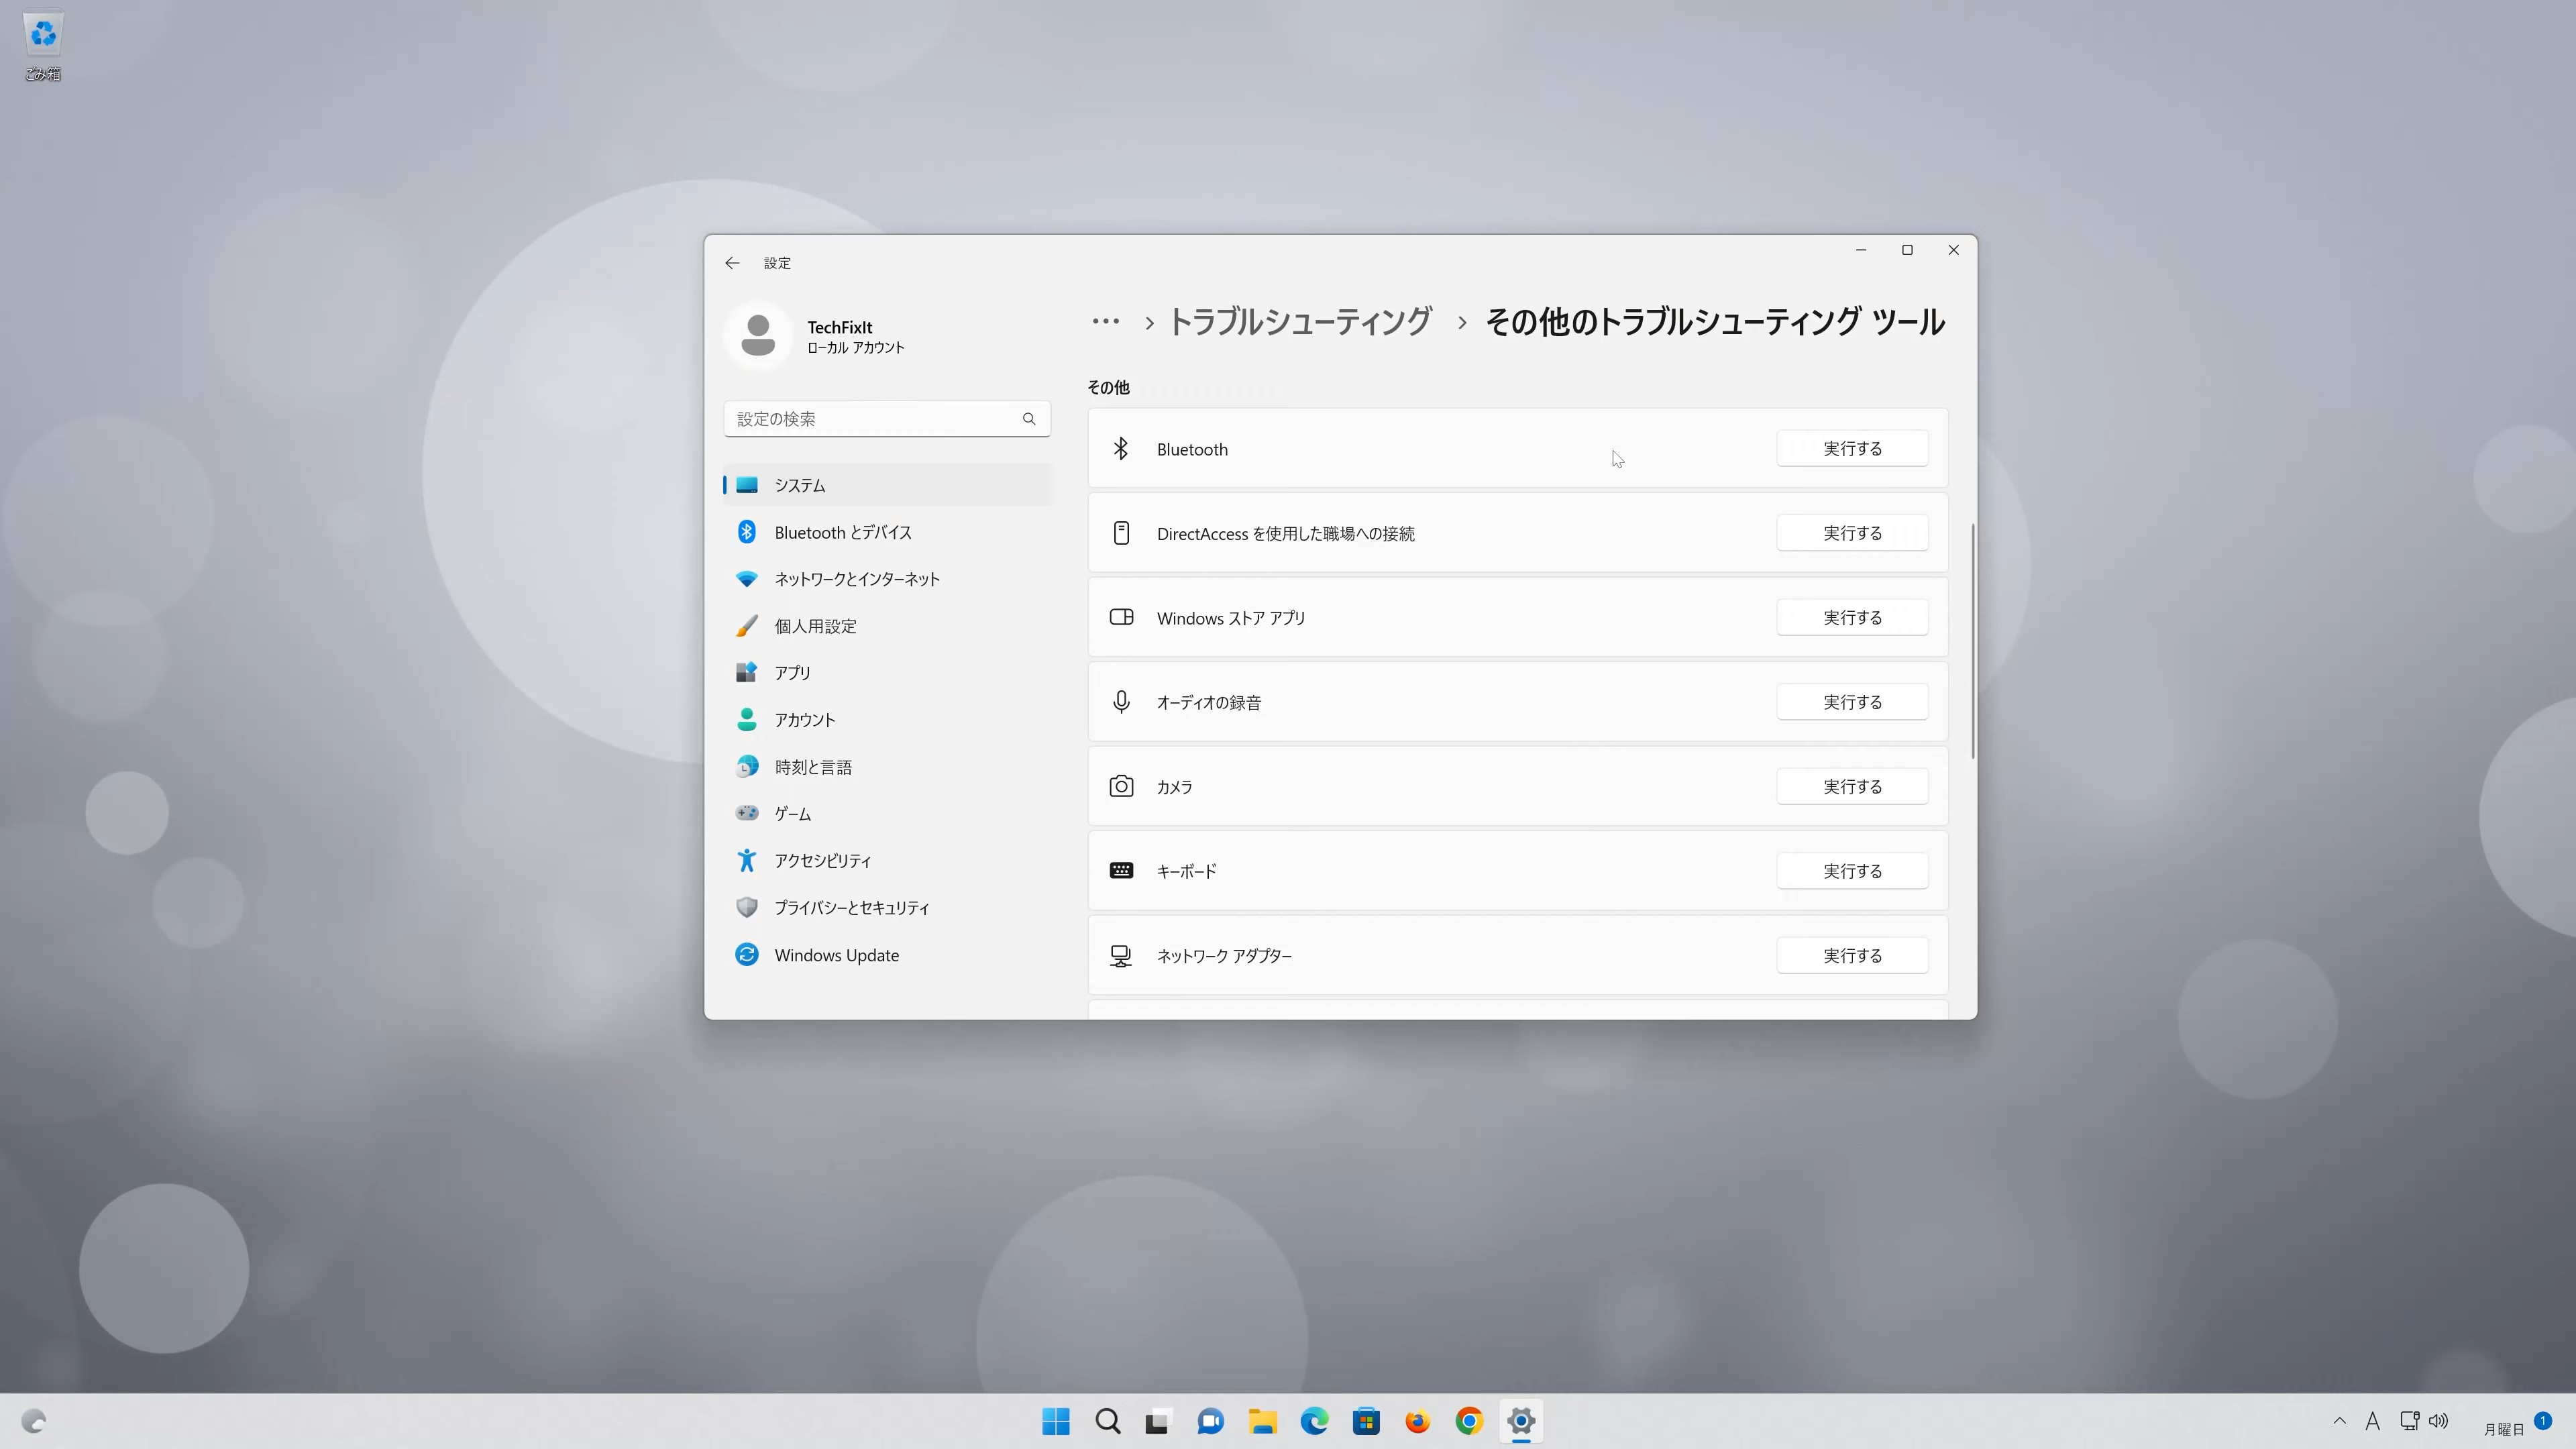 ごみ箱
設定
TechFixIt
ローカル アカウント
設定の検索
システム
Bluetooth とデバイス
ネットワークとインターネット
個人用設定
アプリ
アカウント
時刻と言語
ゲーム
アクセシビリティ
プライバシーとセキュリティ
Windows Update
… › トラブルシューティング › その他のトラブルシューティング ツール
その他
Bluetooth 実行する
DirectAccess を使用した職場への接続 実行する
Windows ストア アプリ 実行する
オーディオの録音 実行する
カメラ 実行する
キーボード 実行する
ネットワーク アダプター 実行する
A 月曜日 1